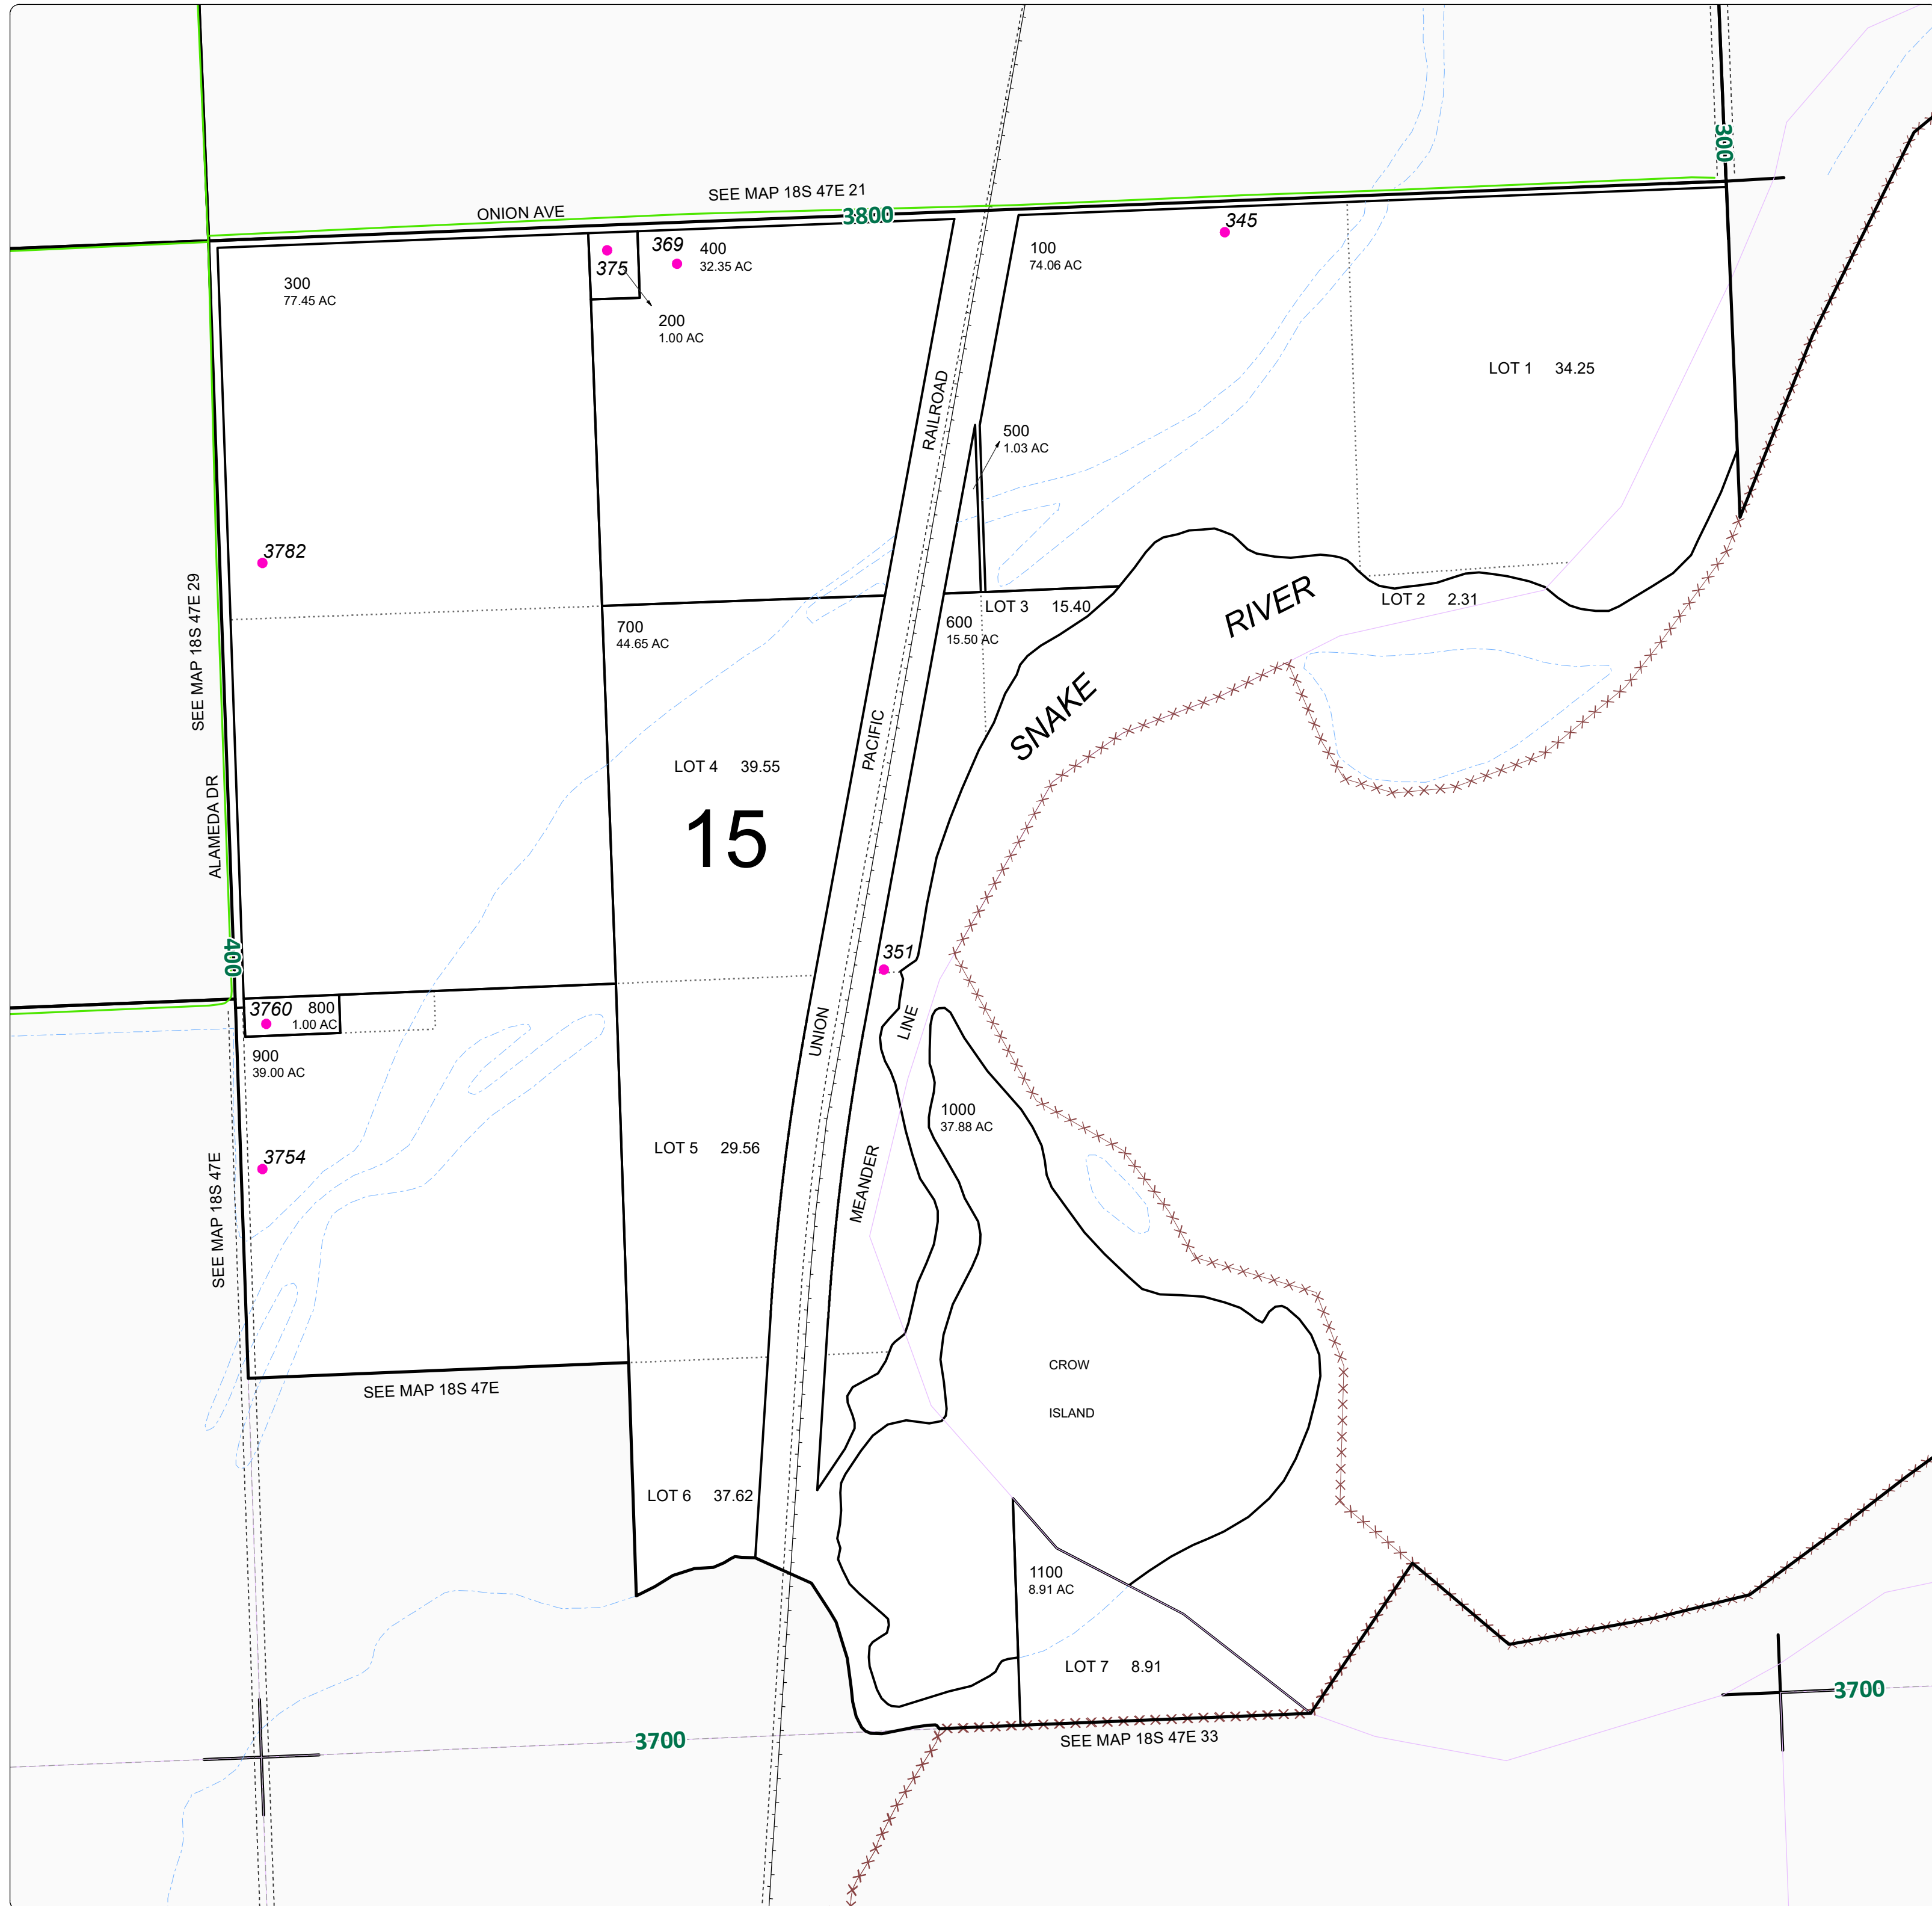 300
SEE MAP 18S 47E 21
ONION AVE
3800
345
369
400
32.35 AC
100
74.06 AC
375
300
77.45 AC
200
1.00 AC
LOT 1 34.25
RAILROAD
500
1.03 AC
3782
SEE MAP 18S 47E 29
LOT 3 15.40
LOT 2 2.31
RIVER
600
15.50 AC
700
44.65 AC
SNAKE
PACIFIC
LOT 4 39.55
15
ALAMEDA DR
400
351
3760 800
1.00 AC
UNION
LINE
900
39.00 AC
1000
37.88 AC
LOT 5 29.56
3754
MEANDER
SEE MAP 18S 47E
CROW
ISLAND
SEE MAP 18S 47E
LOT 6 37.62
1100
8.91 AC
LOT 7 8.91
3700
3700
SEE MAP 18S 47E 33